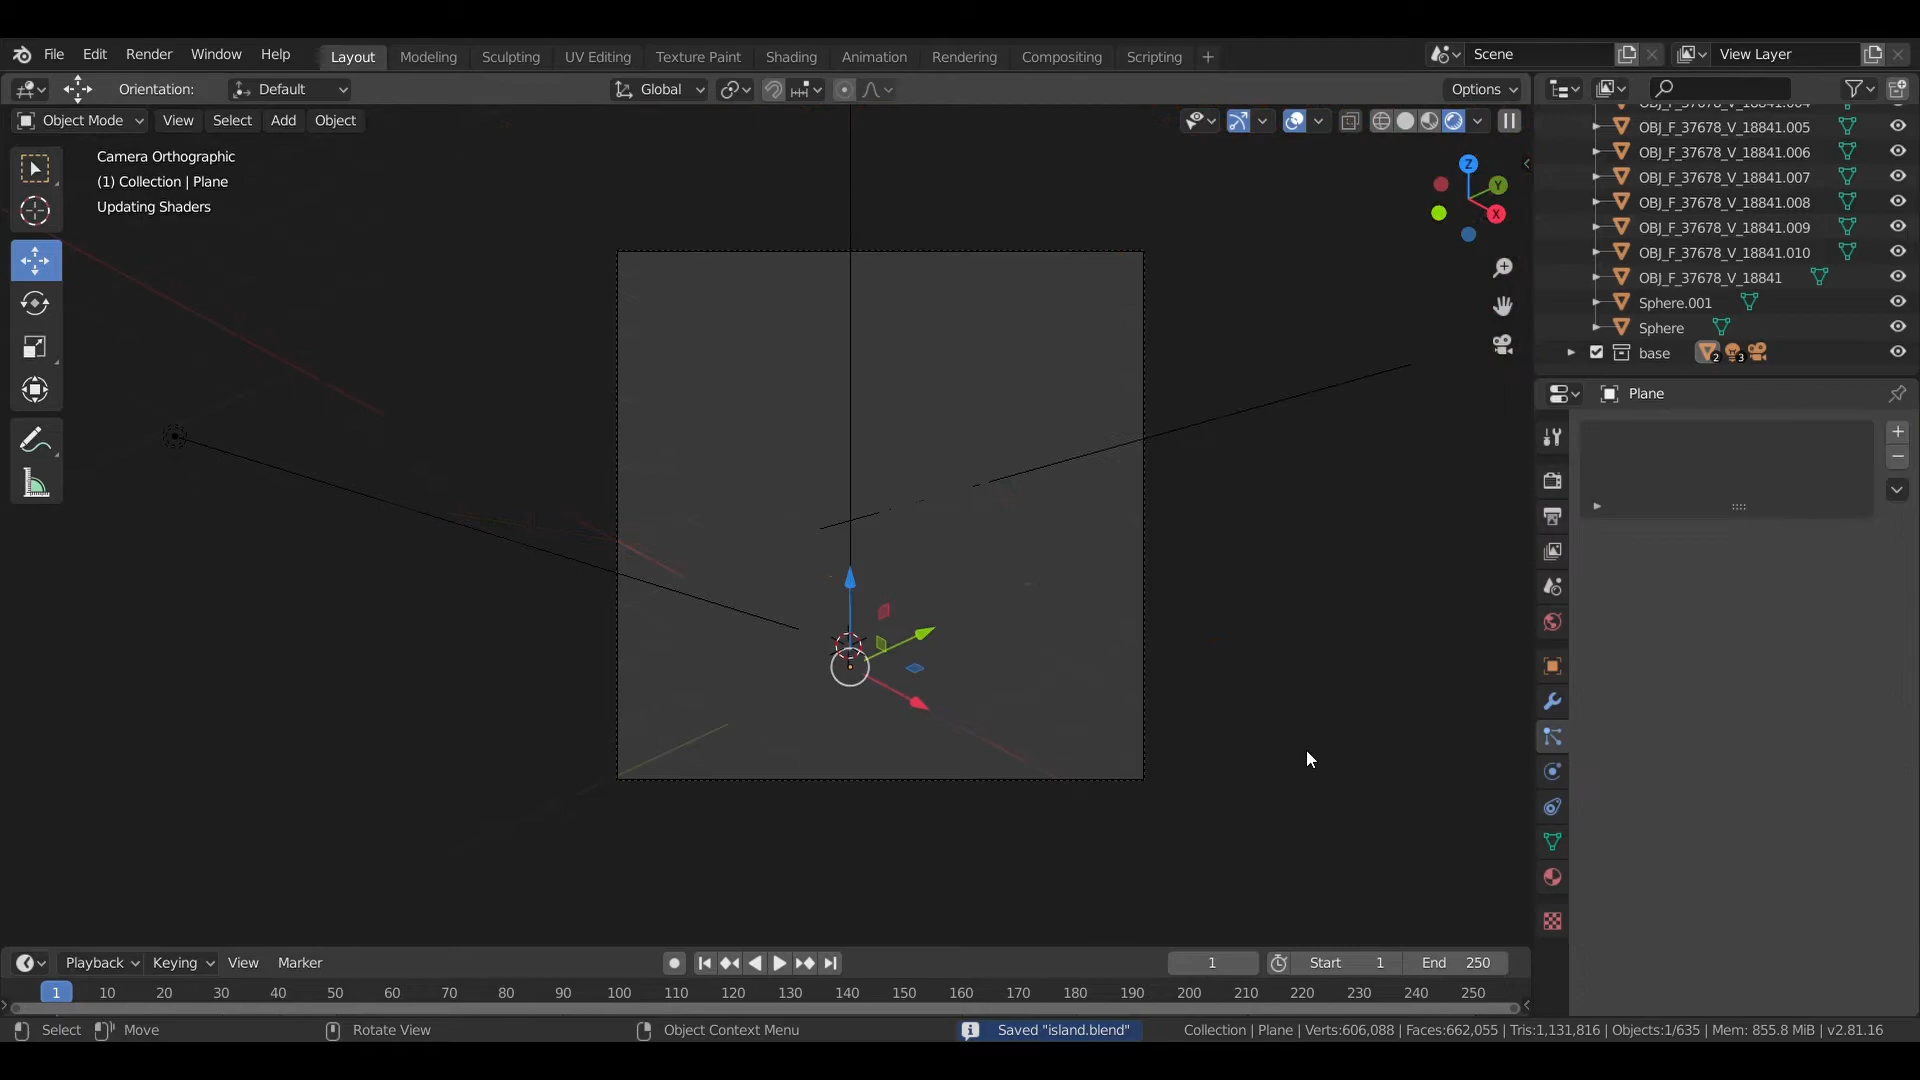 File Edit Render Window Help Layout Modeling Sculpting UV Editing Texture Paint Shading Animation Rendering Compositing Scripting + Scene View Layer
Orientation: Default Global Options
Object Mode View Select Add Object
Camera Orthographic
(1) Collection | Plane
Updating Shaders
Z
Y
X
OBJ_F_37678_V_18841.004
OBJ_F_37678_V_18841.005
OBJ_F_37678_V_18841.006
OBJ_F_37678_V_18841.007
OBJ_F_37678_V_18841.008
OBJ_F_37678_V_18841.009
OBJ_F_37678_V_18841.010
OBJ_F_37678_V_18841
Sphere.001
Sphere
base 2 3
Plane
Playback Keying View Marker 1 Start 1 End 250
1 10 20 30 40 50 60 70 80 90 100 110 120 130 140 150 160 170 180 190 200 210 220 230 240 250
Select Move Rotate View Object Context Menu Saved "island.blend" Collection | Plane | Verts:606,088 | Faces:662,055 | Tris:1,131,816 | Objects:1/635 | Mem: 855.8 MiB | v2.81.16